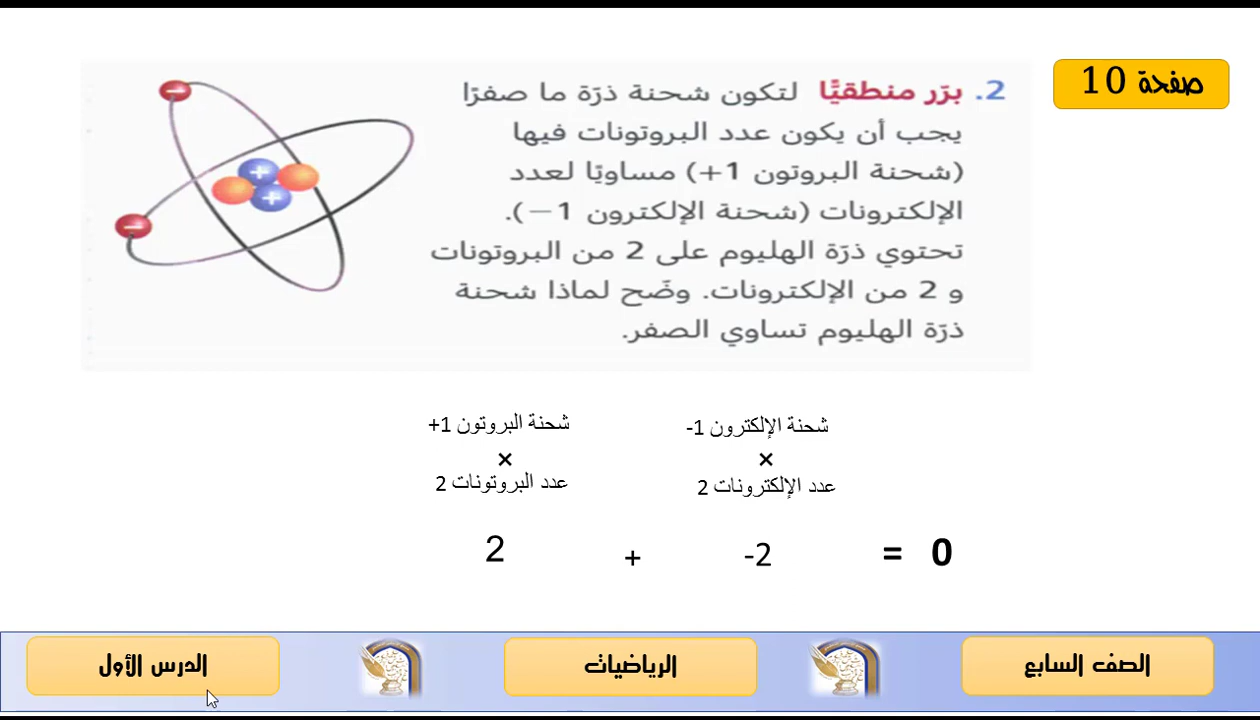 صفحة 10
2. برّر منطقيًّا لتكون شحنة ذرّة ما صفرًا
يجب أن يكون عدد البروتونات فيها
(شحنة البروتون 1+) مساويًا لعدد
الإلكترونات (شحنة الإلكترون 1−).
تحتوي ذرّة الهليوم على 2 من البروتونات
و 2 من الإلكترونات. وضّح لماذا شحنة
ذرّة الهليوم تساوي الصفر.
+ +
− −
شحنة البروتون 1+ شحنة الإلكترون 1-
× ×
عدد البروتونات 2 عدد الإلكترونات 2
2 + -2 = 0
الصف السابع الرياضيات الدرس الأول